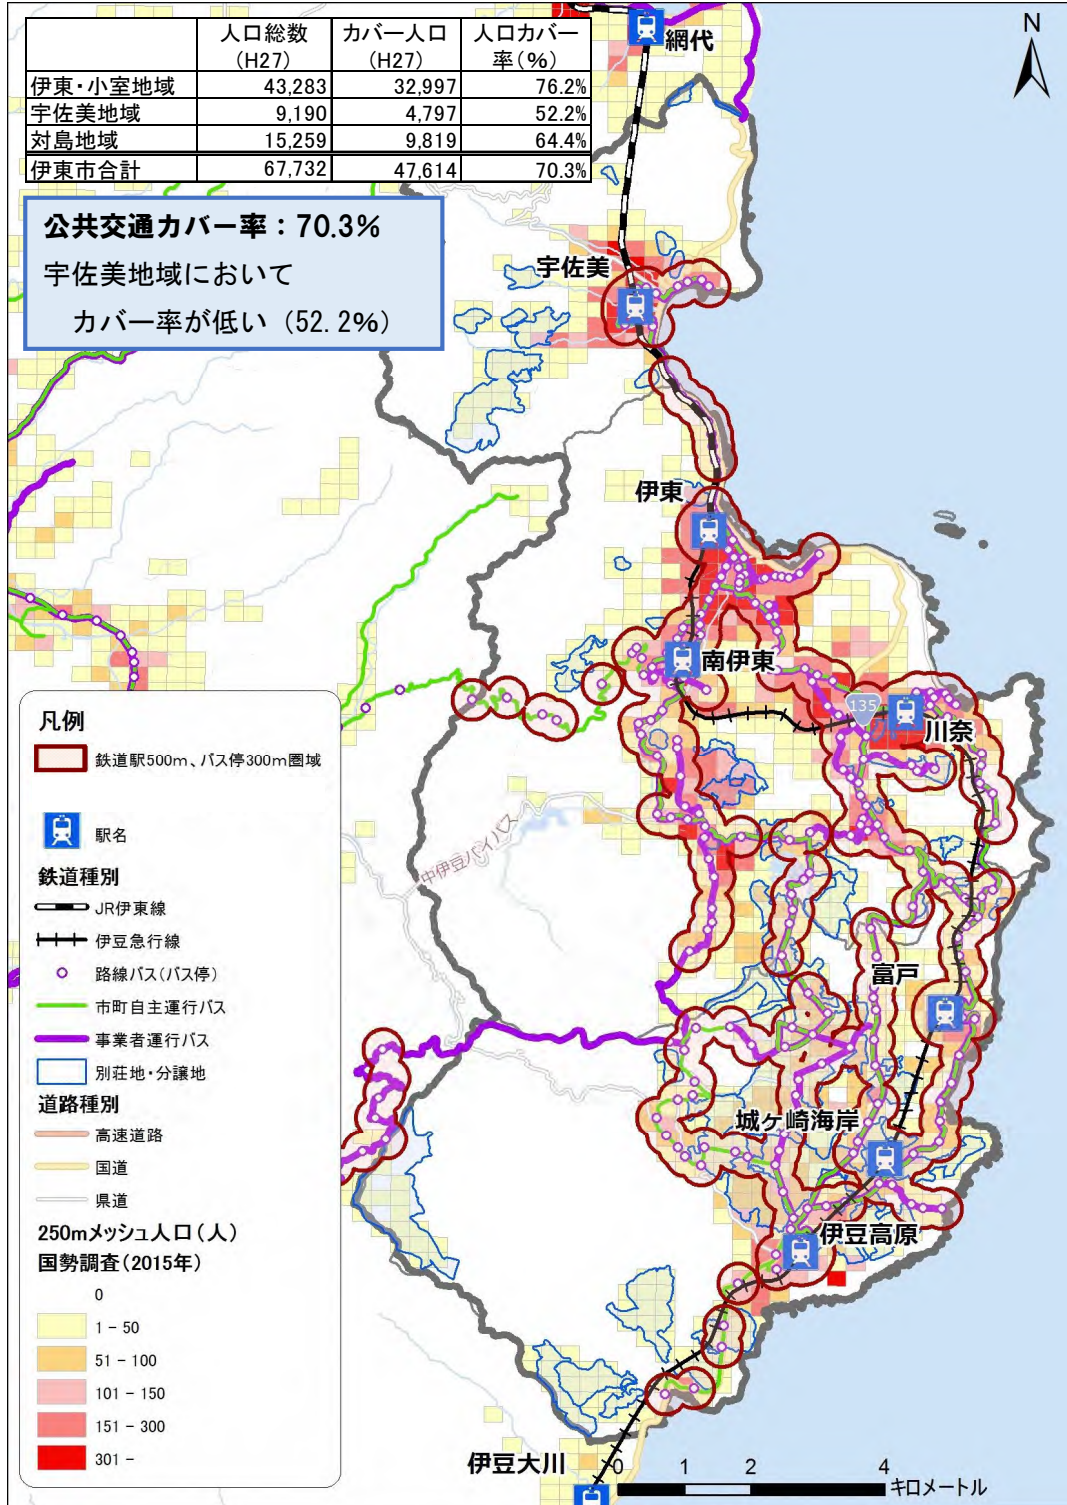 人口総数 カバー人口 人口カバー
(H27) (H27) 率(%)
伊東・小室地域 43,283 32,997 76.2%
宇佐美地域 9,190 4,797 52.2%
対島地域 15,259 9,819 64.4%
伊東市合計 67,732 47,614 70.3%
公共交通カバー率：70.3%
宇佐美地域において
カバー率が低い（52.2%）
網代
N
宇佐美
伊東
南伊東
135
川奈
中伊豆バイパス
富戸
城ヶ崎海岸
伊豆高原
伊豆大川
凡例
鉄道駅500m、バス停300m圏域
駅名
鉄道種別
JR伊東線
伊豆急行線
路線バス(バス停)
市町自主運行バス
事業者運行バス
別荘地・分譲地
道路種別
高速道路
国道
県道
250mメッシュ人口(人)
国勢調査(2015年)
0
1 - 50
51 - 100
101 - 150
151 - 300
301 -
0 1 2 4
キロメートル